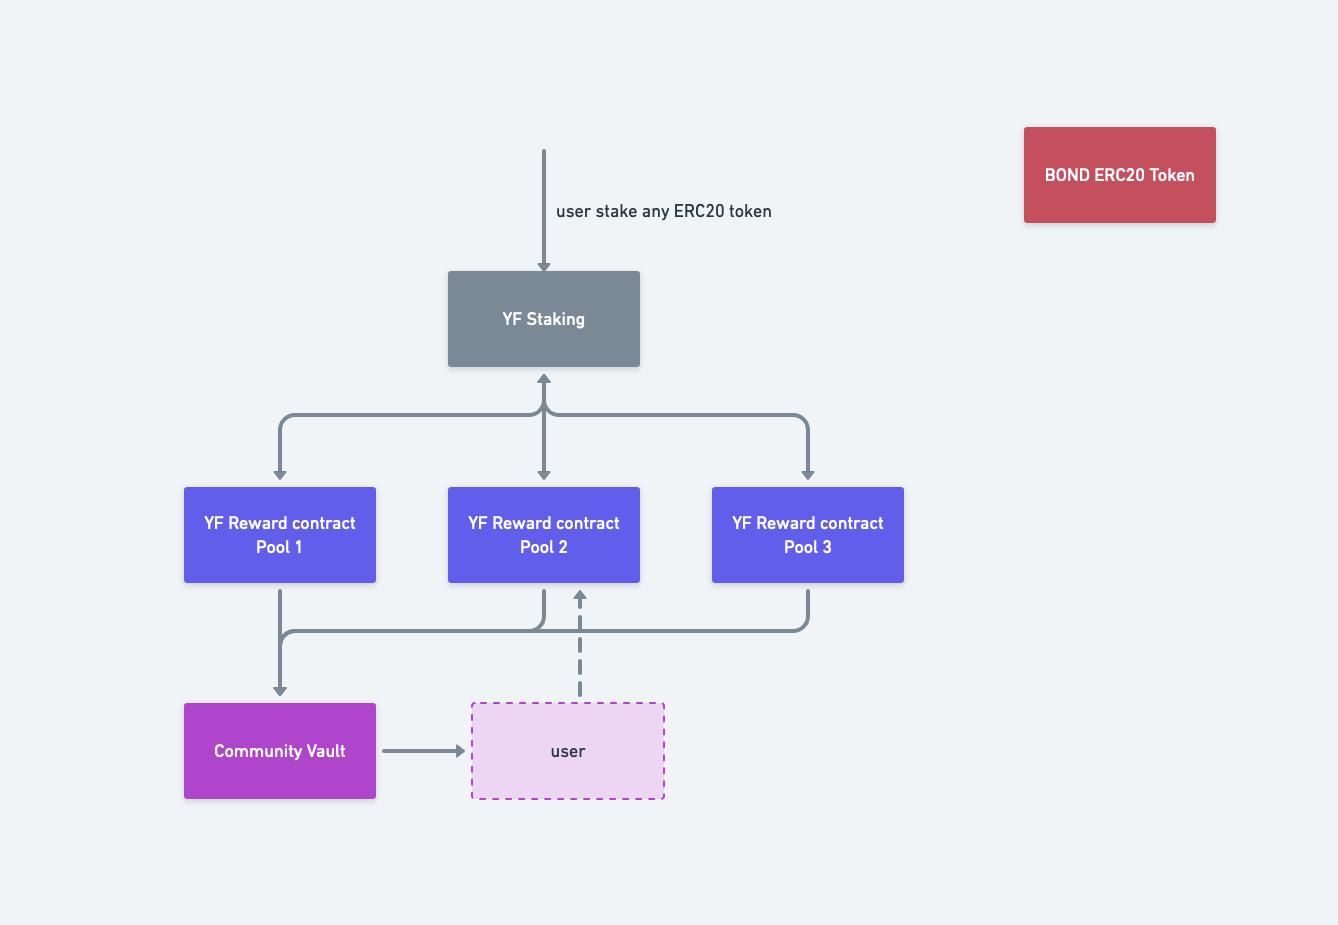 BOND ERC20 Token
user stake any ERC20 token
YF Staking
YF Reward contract
Pool 1
YF Reward contract
Pool 2
YF Reward contract
Pool 3
Community Vault
user